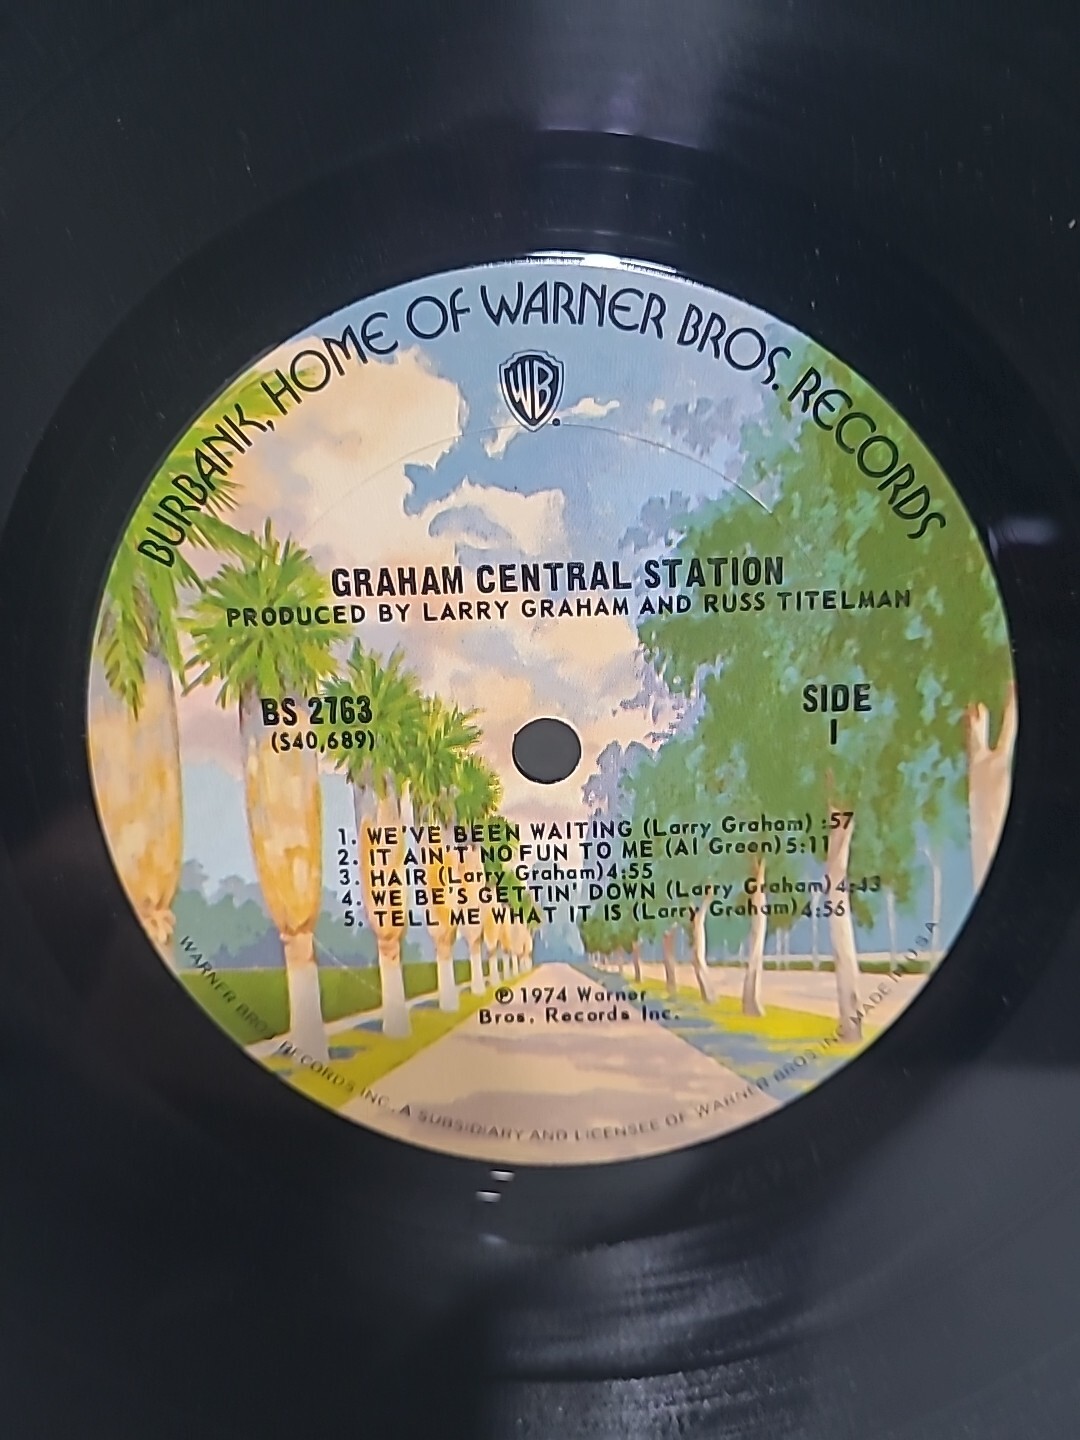 BURBANK, HOME OF WARNER BROS. RECORDS
WB
GRAHAM CENTRAL STATION
PRODUCED BY LARRY GRAHAM AND RUSS TITELMAN
BS 2763
(S40,689)
SIDE
1
1. WE'VE BEEN WAITING (Larry Graham) :57
2. IT AIN'T NO FUN TO ME (Al Green) 5:11
3. HAIR (Larry Graham) 4:55
4. WE BE'S GETTIN' DOWN (Larry Graham) 4:43
5. TELL ME WHAT IT IS (Larry Graham) 4:56
℗ 1974 Warner
Bros. Records Inc.
WARNER BROS. RECORDS INC., A SUBSIDIARY AND LICENSEE OF WARNER BROS. INC. MADE IN U.S.A.